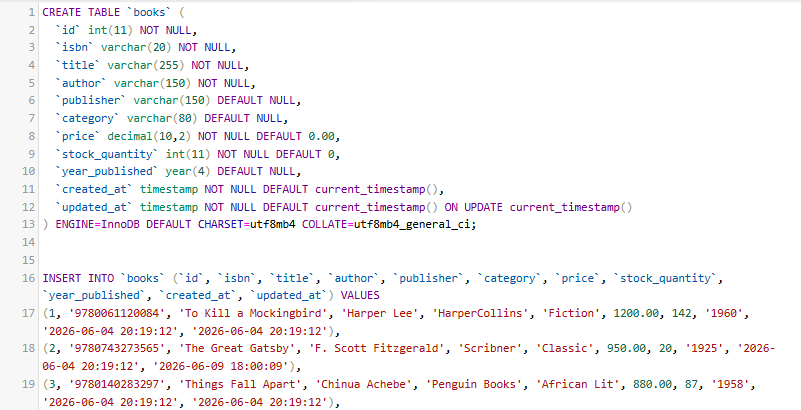 1 CREATE TABLE `books` (
2 `id` int(11) NOT NULL,
3 `isbn` varchar(20) NOT NULL,
4 `title` varchar(255) NOT NULL,
5 `author` varchar(150) NOT NULL,
6 `publisher` varchar(150) DEFAULT NULL,
7 `category` varchar(80) DEFAULT NULL,
8 `price` decimal(10,2) NOT NULL DEFAULT 0.00,
9 `stock_quantity` int(11) NOT NULL DEFAULT 0,
10 `year_published` year(4) DEFAULT NULL,
11 `created_at` timestamp NOT NULL DEFAULT current_timestamp(),
12 `updated_at` timestamp NOT NULL DEFAULT current_timestamp() ON UPDATE current_timestamp()
13 ) ENGINE=InnoDB DEFAULT CHARSET=utf8mb4 COLLATE=utf8mb4_general_ci;
14
15
16 INSERT INTO `books` (`id`, `isbn`, `title`, `author`, `publisher`, `category`, `price`, `stock_quantity`,
`year_published`, `created_at`, `updated_at`) VALUES
17 (1, '9780061120084', 'To Kill a Mockingbird', 'Harper Lee', 'HarperCollins', 'Fiction', 1200.00, 142, '1960',
'2026-06-04 20:19:12', '2026-06-04 20:19:12'),
18 (2, '9780743273565', 'The Great Gatsby', 'F. Scott Fitzgerald', 'Scribner', 'Classic', 950.00, 20, '1925', '2026-
06-04 20:19:12', '2026-06-09 18:00:09'),
19 (3, '9780140283297', 'Things Fall Apart', 'Chinua Achebe', 'Penguin Books', 'African Lit', 880.00, 87, '1958',
'2026-06-04 20:19:12', '2026-06-04 20:19:12'),